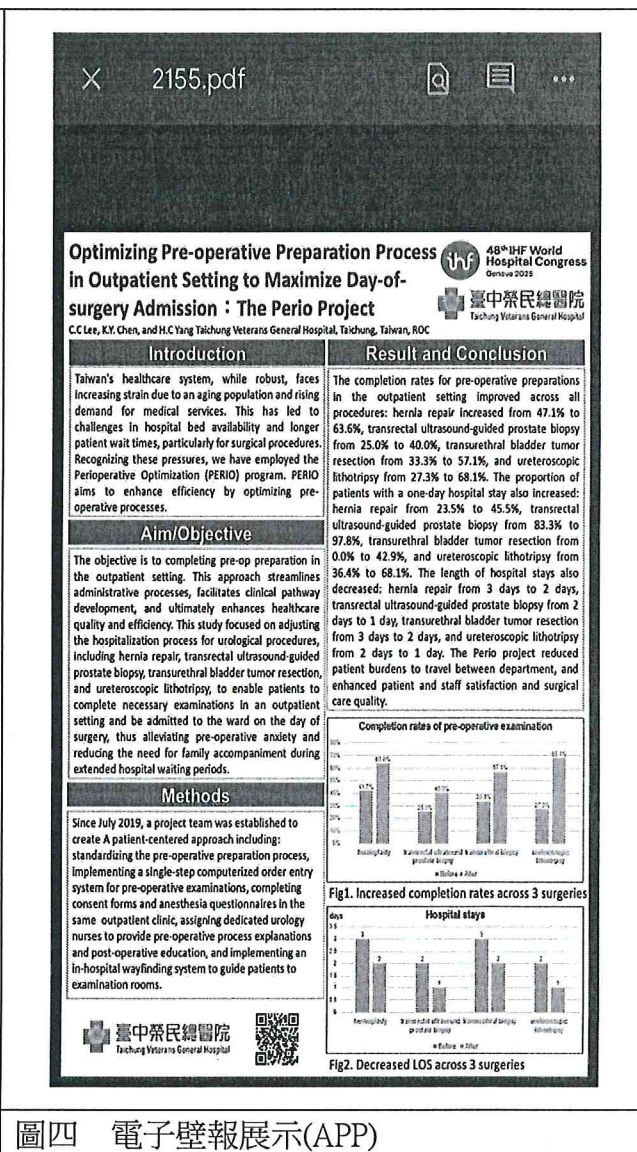 2155.pdf
Optimizing Pre-operative Preparation Process
in Outpatient Setting to Maximize Day-of-
surgery Admission：The Perio Project
C.C Lee, K.Y. Chen, and H.C Yang Taichung Veterans General Hospital, Taichung, Taiwan, ROC
ihf
48th IHF World
Hospital Congress
Geneva 2025
臺中榮民總醫院
Taichung Veterans General Hospital
Introduction
Taiwan's healthcare system, while robust, faces
increasing strain due to an aging population and rising
demand for medical services. This has led to
challenges in hospital bed availability and longer
patient wait times, particularly for surgical procedures.
Recognizing these pressures, we have employed the
Perioperative Optimization (PERIO) program. PERIO
aims to enhance efficiency by optimizing pre-
operative processes.
Aim/Objective
The objective is to completing pre-op preparation in
the outpatient setting. This approach streamlines
administrative processes, facilitates clinical pathway
development, and ultimately enhances healthcare
quality and efficiency. This study focused on adjusting
the hospitalization process for urological procedures,
including hernia repair, transrectal ultrasound-guided
prostate biopsy, transurethral bladder tumor resection,
and ureteroscopic lithotripsy, to enable patients to
complete necessary examinations in an outpatient
setting and be admitted to the ward on the day of
surgery, thus alleviating pre-operative anxiety and
reducing the need for family accompaniment during
extended hospital waiting periods.
Methods
Since July 2019, a project team was established to
create A patient-centered approach including:
standardizing the pre-operative preparation process,
implementing a single-step computerized order entry
system for pre-operative examinations, completing
consent forms and anesthesia questionnaires in the
same outpatient clinic, assigning dedicated urology
nurses to provide pre-operative process explanations
and post-operative education, and implementing an
in-hospital wayfinding system to guide patients to
examination rooms.
臺中榮民總醫院
Taichung Veterans General Hospital
Result and Conclusion
The completion rates for pre-operative preparations
in the outpatient setting improved across all
procedures: hernia repair increased from 47.1% to
63.6%, transrectal ultrasound-guided prostate biopsy
from 25.0% to 40.0%, transurethral bladder tumor
resection from 33.3% to 57.1%, and ureteroscopic
lithotripsy from 27.3% to 68.1%. The proportion of
patients with a one-day hospital stay also increased:
hernia repair from 23.5% to 45.5%, transrectal
ultrasound-guided prostate biopsy from 83.3% to
97.8%, transurethral bladder tumor resection from
0.0% to 42.9%, and ureteroscopic lithotripsy from
36.4% to 68.1%. The length of hospital stays also
decreased: hernia repair from 3 days to 2 days,
transrectal ultrasound-guided prostate biopsy from 2
days to 1 day, transurethral bladder tumor resection
from 3 days to 2 days, and ureteroscopic lithotripsy
from 2 days to 1 day. The Perio project reduced
patient burdens to travel between department, and
enhanced patient and staff satisfaction and surgical
care quality.
Completion rates of pre-operative examination
Before After
Fig1. Increased completion rates across 3 surgeries
days
Hospital stays
3 2 2 1 3 2 2 1
Before After
Fig2. Decreased LOS across 3 surgeries
圖四 電子壁報展示(APP)